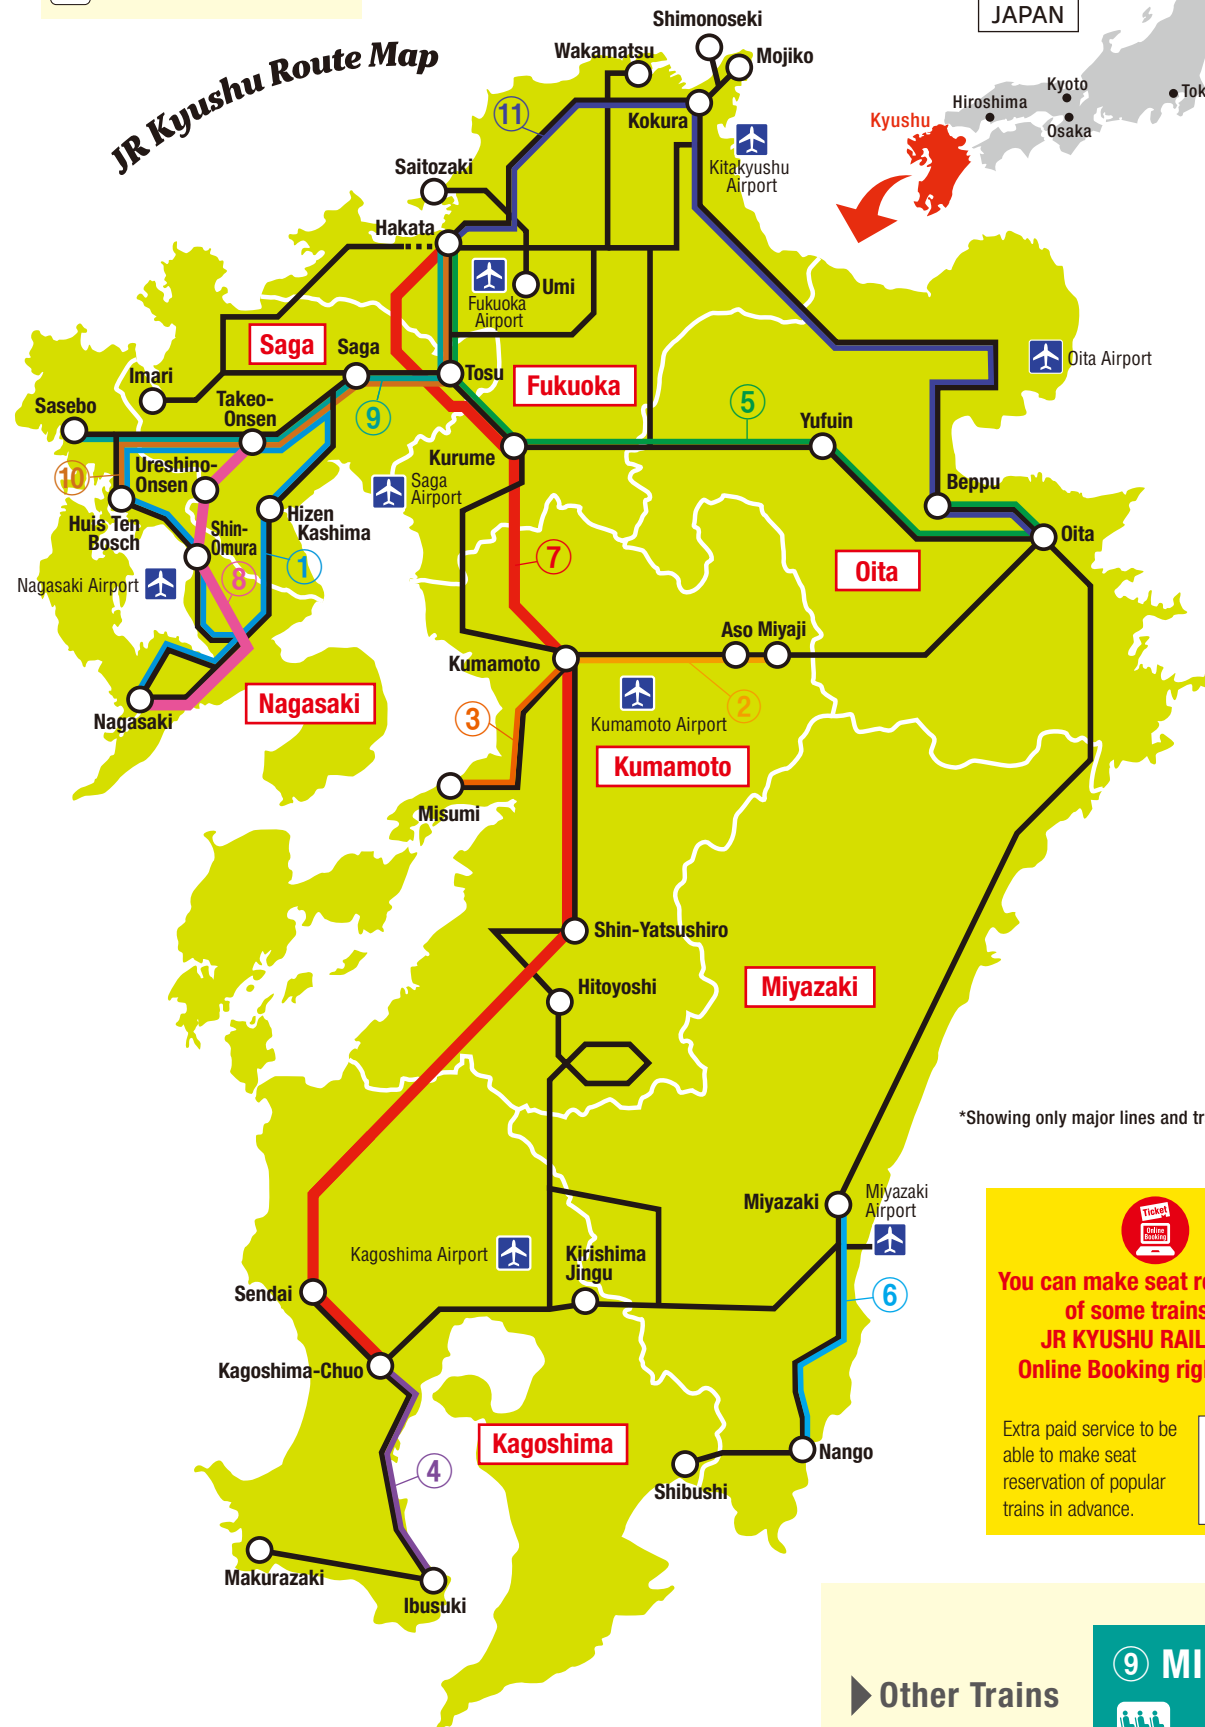 JR Kyushu Route Map
JAPAN
Shimonoseki
Wakamatsu
Mojiko
Kyoto
Hiroshima
Osaka
Kyushu
11
Kokura
Kitakyushu
Airport
Saitozaki
Hakata
Umi
Fukuoka
Airport
Saga
Saga
Tosu
Fukuoka
Oita Airport
Imari
Takeo-
Onsen
Sasebo
9
5
Yufuin
Kurume
10
Ureshino-
Onsen
Saga
Airport
Beppu
Huis Ten
Bosch
Shin-
Omura
Hizen
Kashima
Oita
Nagasaki Airport
8
1
7
Oita
Aso
Miyaji
Kumamoto
Nagasaki
Nagasaki
3
Kumamoto Airport
2
Kumamoto
Misumi
Shin-Yatsushiro
Hitoyoshi
Miyazaki
*Showing only major lines and tr
Miyazaki
Miyazaki
Airport
Kagoshima Airport
Kirishima
Jingu
Sendai
6
Kagoshima-Chuo
Kagoshima
4
Nango
Shibushi
Makurazaki
Ibusuki
Ticket
Online
Booking
You can make seat r
of some trains
JR KYUSHU RAIL
Online Booking rig
Extra paid service to be
able to make seat
reservation of popular
trains in advance.
Other Trains
9 MI